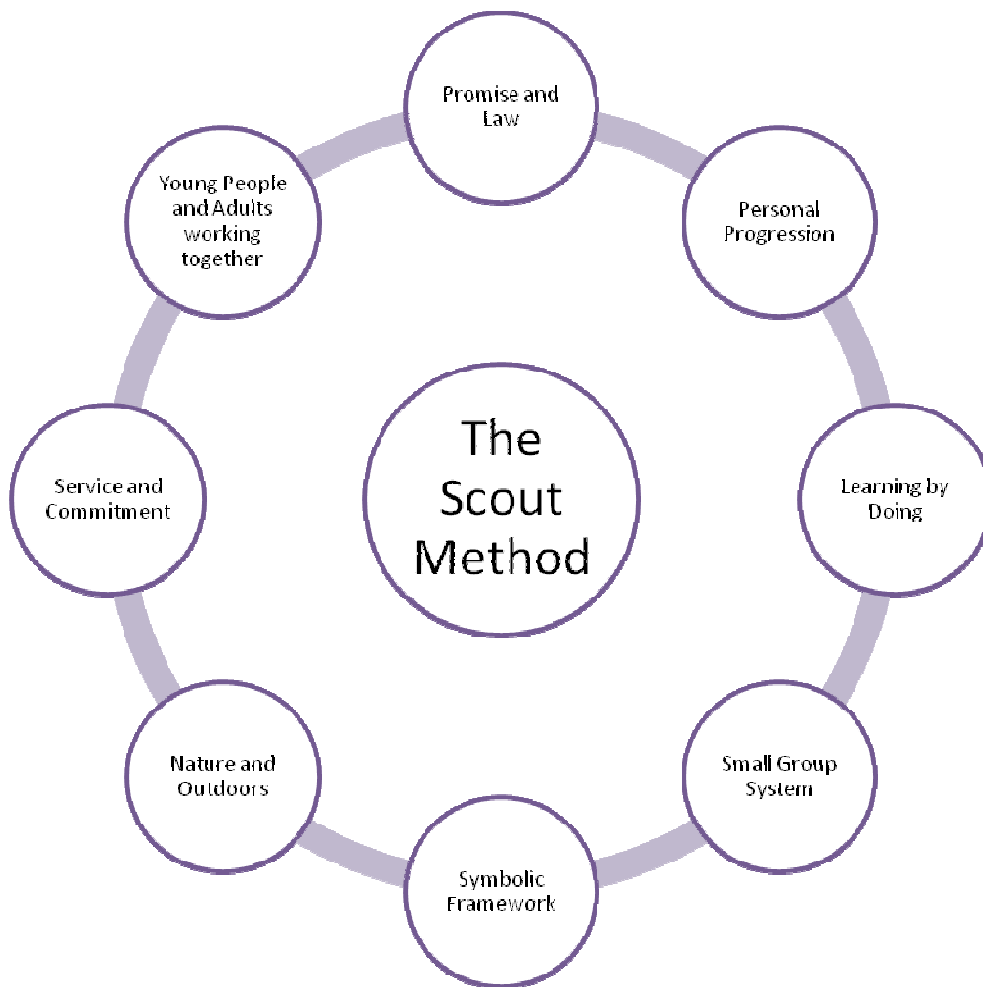 Promise and
Law
Personal
Progression
Learning by
Doing
Small Group
System
Symbolic
Framework
Nature and
Outdoors
Service and
Commitment
Young People
and Adults
working
together
The
Scout
Method